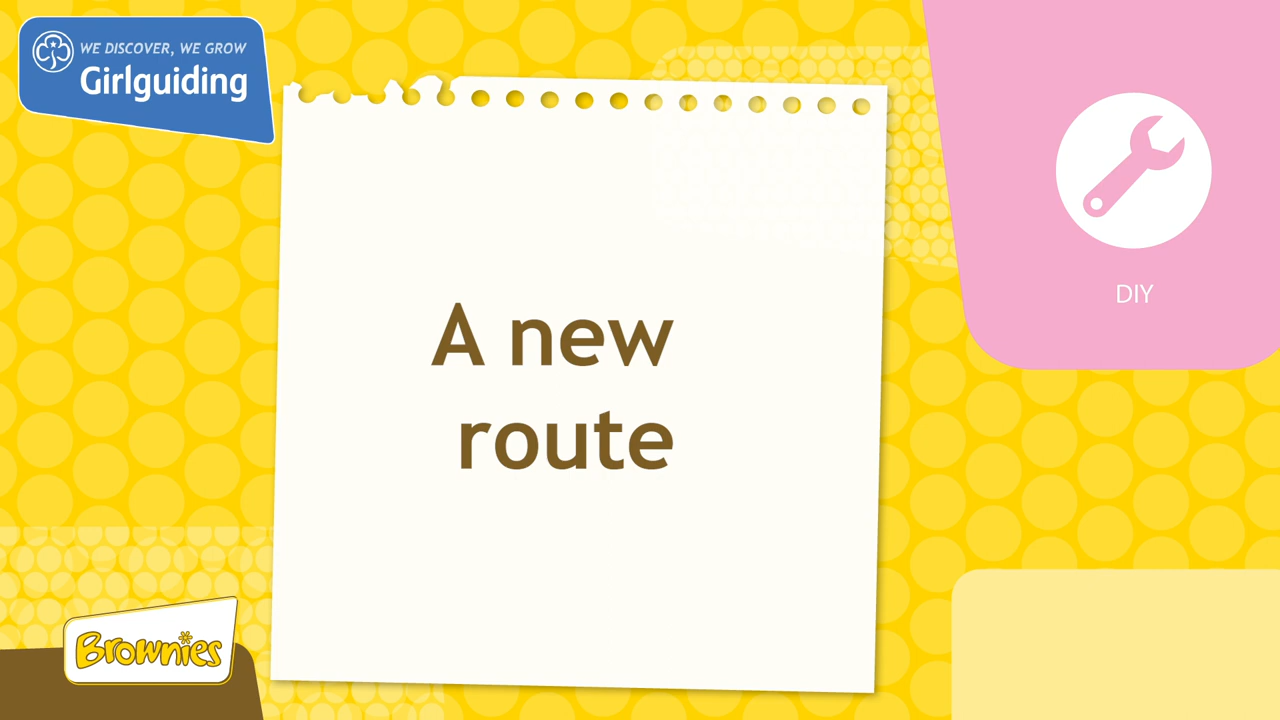 WE DISCOVER, WE GROW
Girlguiding
A new
route
DIY
Brownies